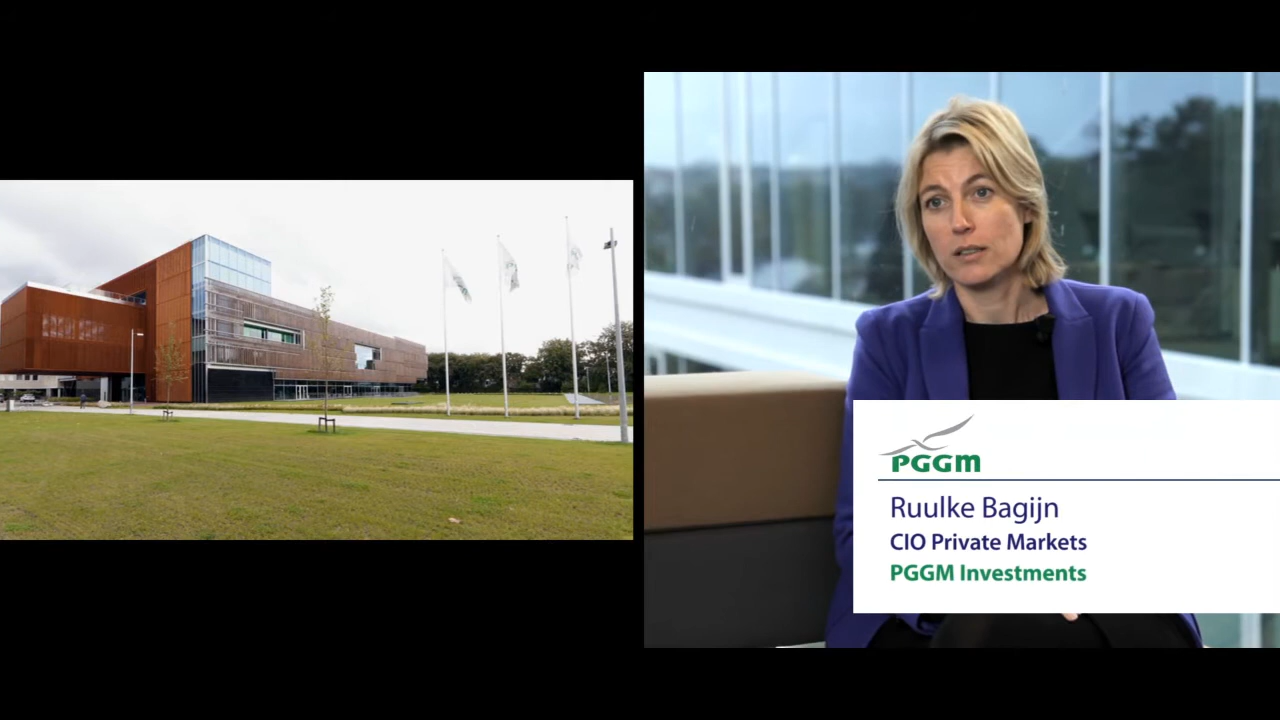 PGGM
Ruulke Bagijn
CIO Private Markets
PGGM Investments